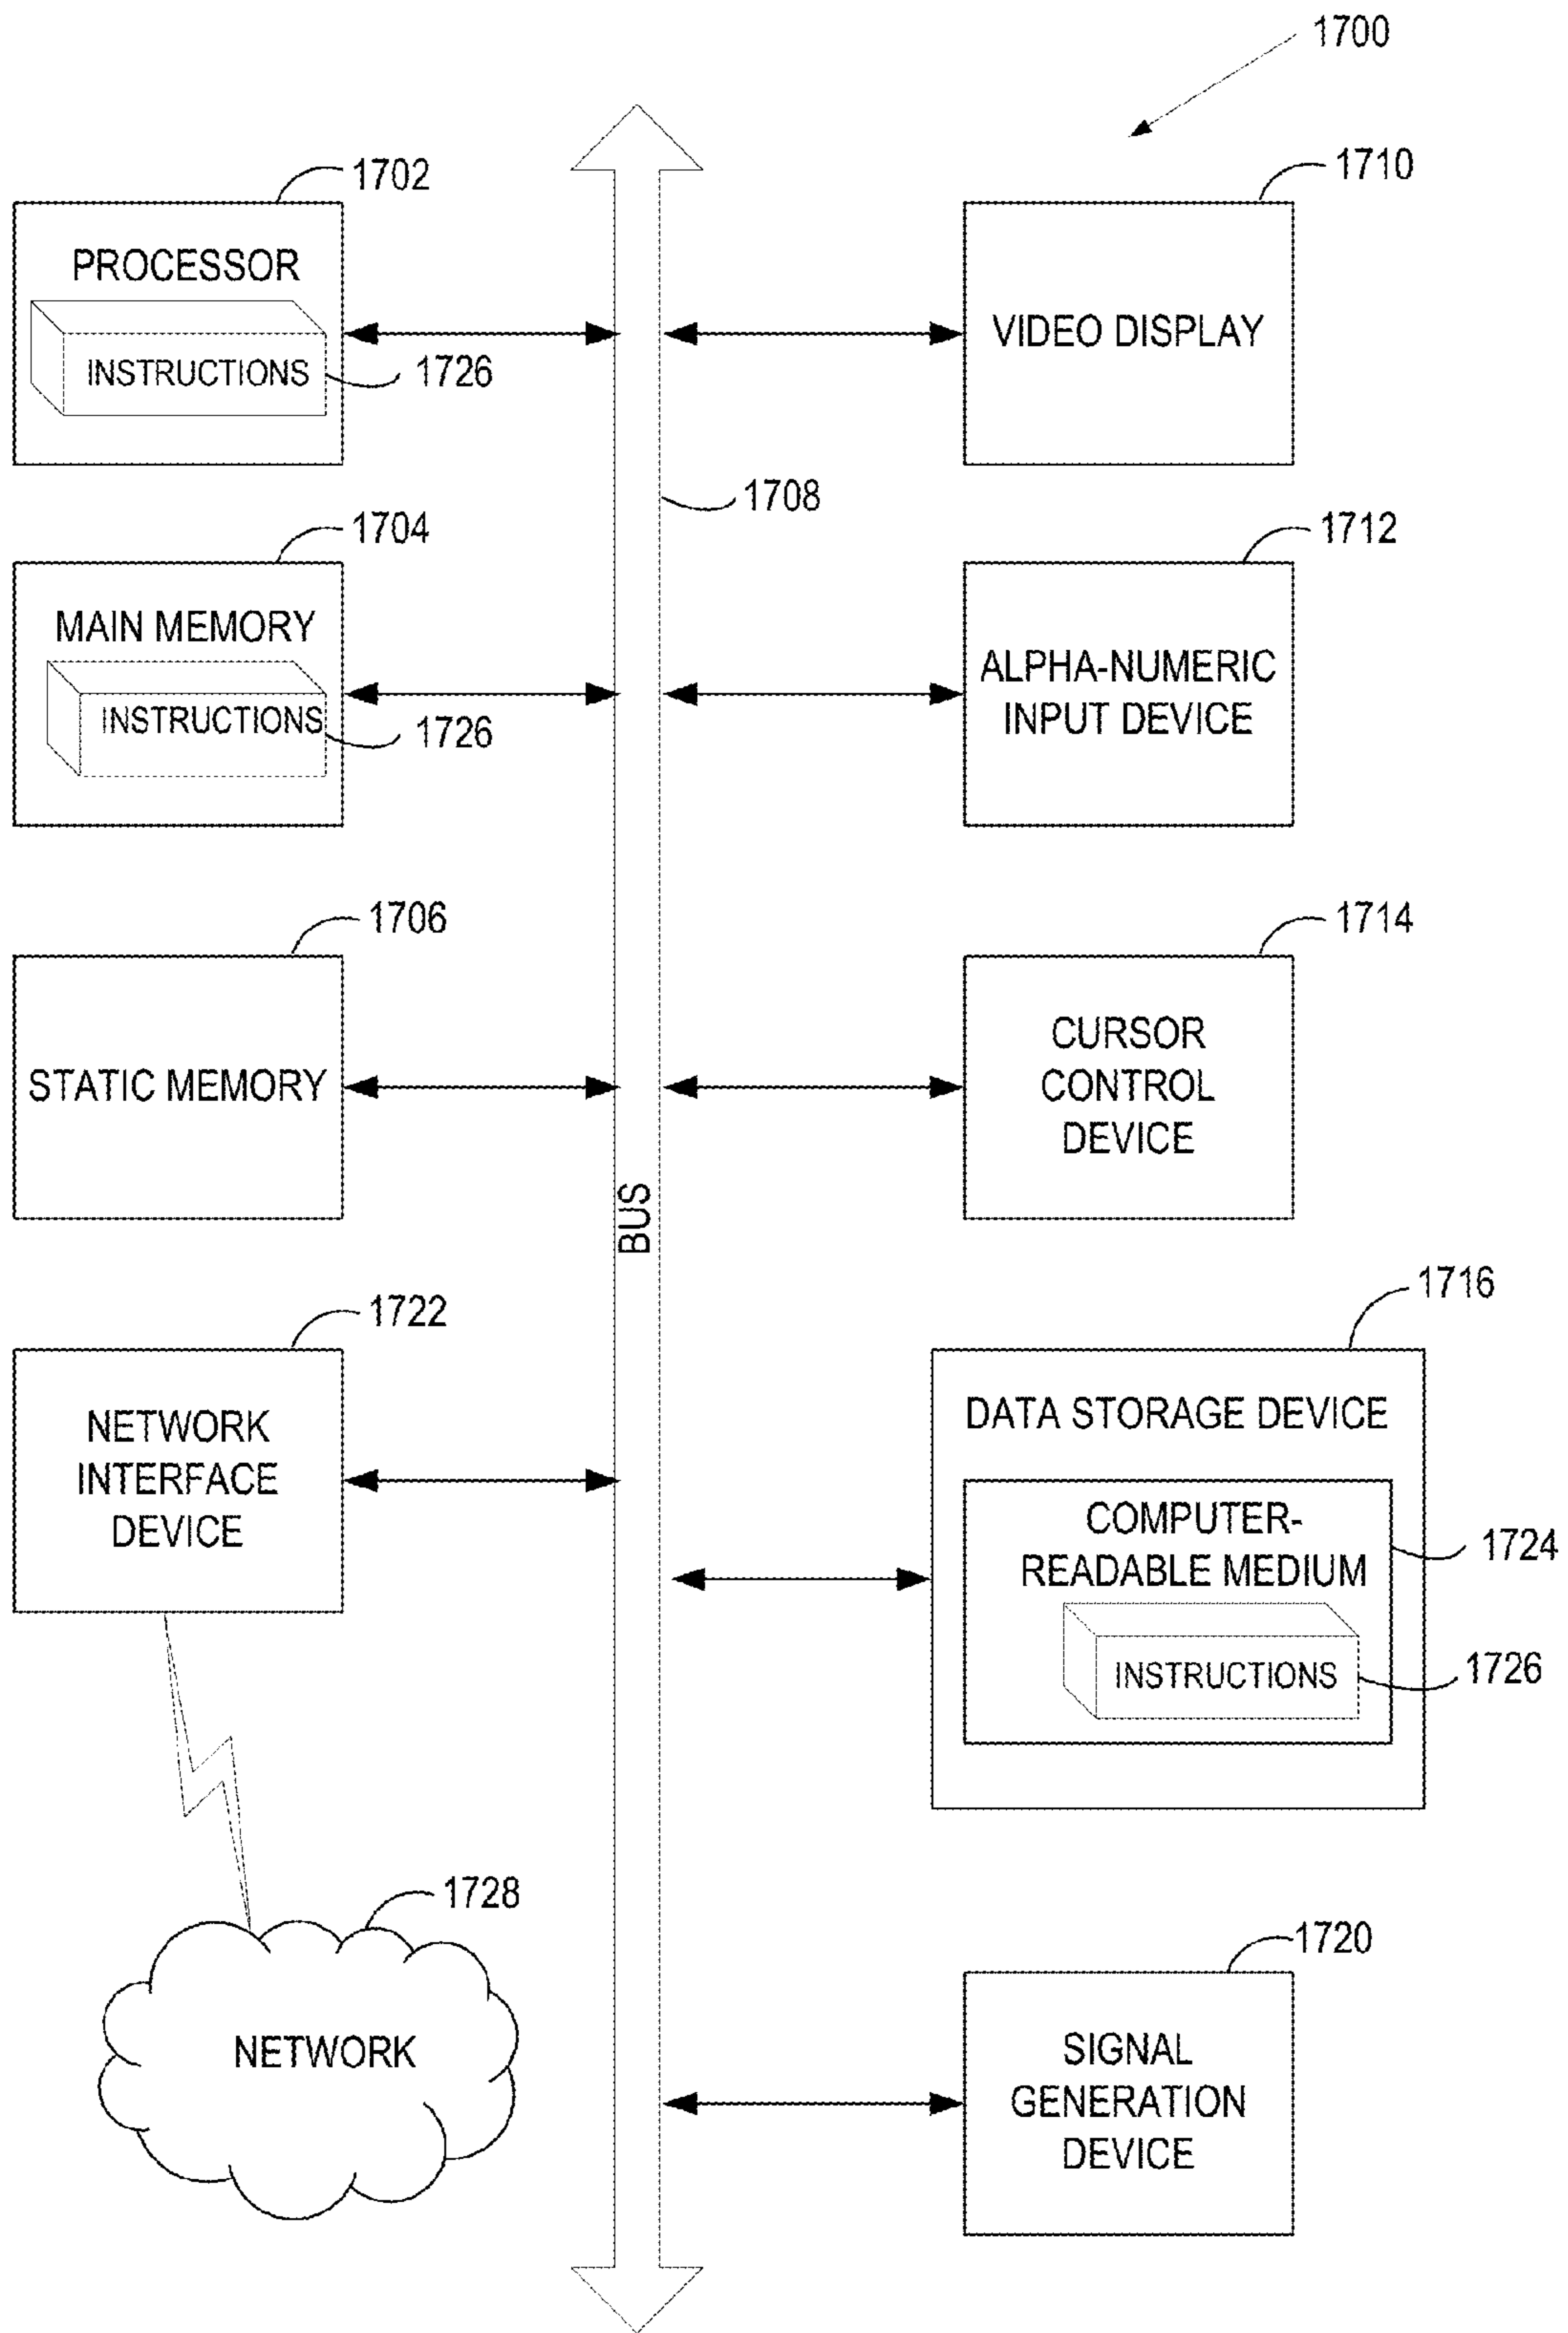 1700
1702
PROCESSOR
INSTRUCTIONS
1726
1710
VIDEO DISPLAY
1708
1704
MAIN MEMORY
INSTRUCTIONS
1726
1712
ALPHA-NUMERIC
INPUT DEVICE
1706
STATIC MEMORY
1714
CURSOR
CONTROL
DEVICE
BUS
1722
NETWORK
INTERFACE
DEVICE
1716
DATA STORAGE DEVICE
COMPUTER-
READABLE MEDIUM
1724
INSTRUCTIONS
1726
1728
NETWORK
1720
SIGNAL
GENERATION
DEVICE